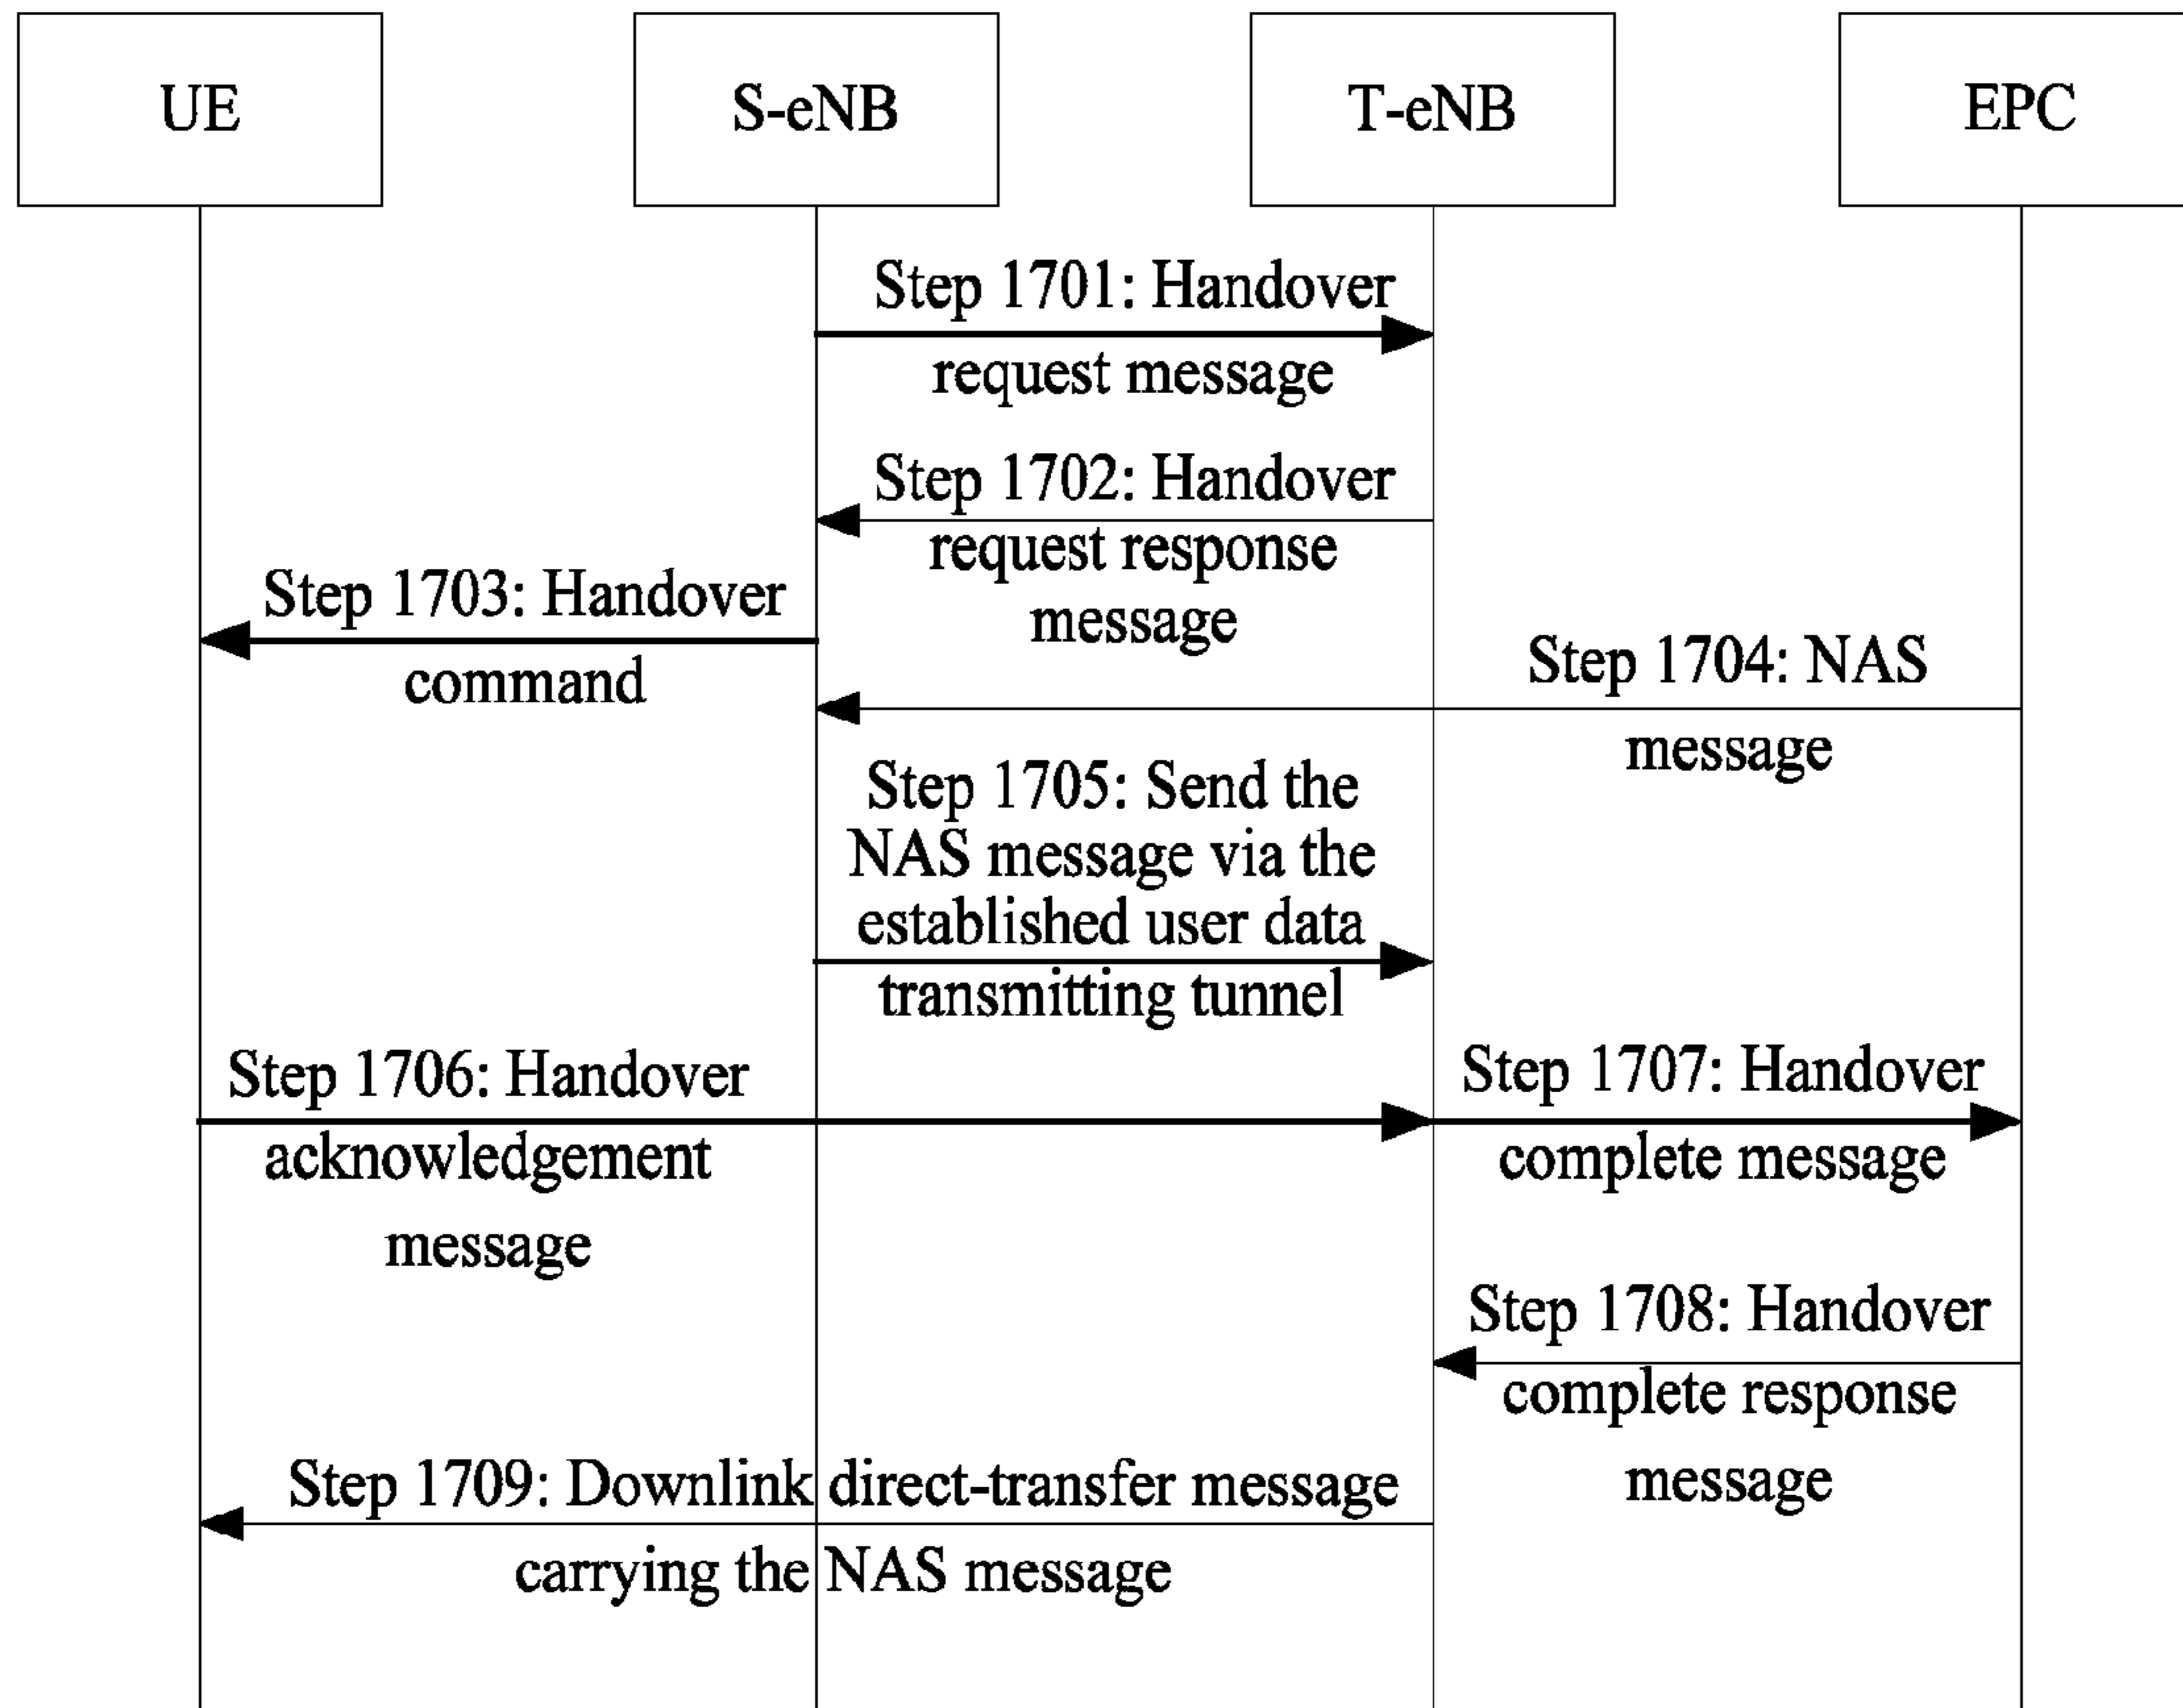 UE
S-eNB
T-eNB
EPC
Step 1701: Handover
request message
Step 1702: Handover
request response
message
Step 1703: Handover
command
Step 1704: NAS
message
Step 1705: Send the
NAS message via the
established user data
transmitting tunnel
Step 1706: Handover
acknowledgement
message
Step 1707: Handover
complete message
Step 1708: Handover
complete response
message
Step 1709: Downlink direct-transfer message
carrying the NAS message